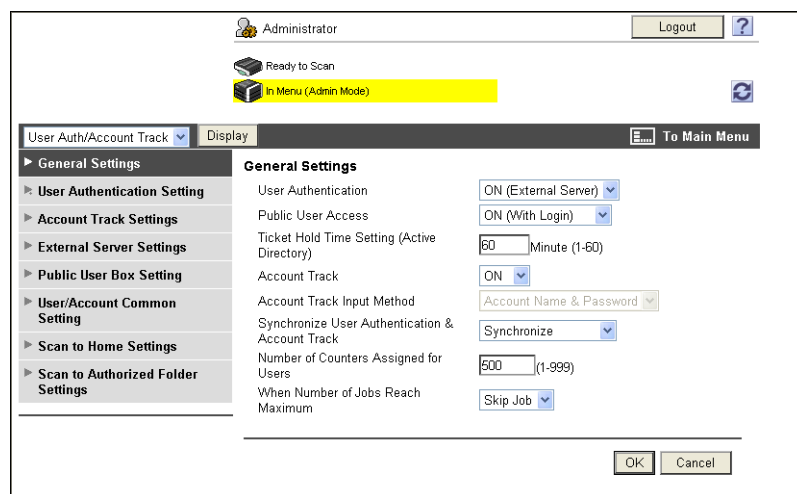 Administrator
Logout
?
Ready to Scan
In Menu (Admin Mode)
User Auth/Account Track
Display
To Main Menu
General Settings
User Authentication Setting
Account Track Settings
External Server Settings
Public User Box Setting
User/Account Common
Setting
Scan to Home Settings
Scan to Authorized Folder
Settings
General Settings
User Authentication
ON (External Server)
Public User Access
ON (With Login)
Ticket Hold Time Setting (Active
Directory)
60 Minute (1-60)
Account Track
ON
Account Track Input Method
Account Name & Password
Synchronize User Authentication &
Account Track
Synchronize
Number of Counters Assigned for
Users
500 (1-999)
When Number of Jobs Reach
Maximum
Skip Job
OK
Cancel